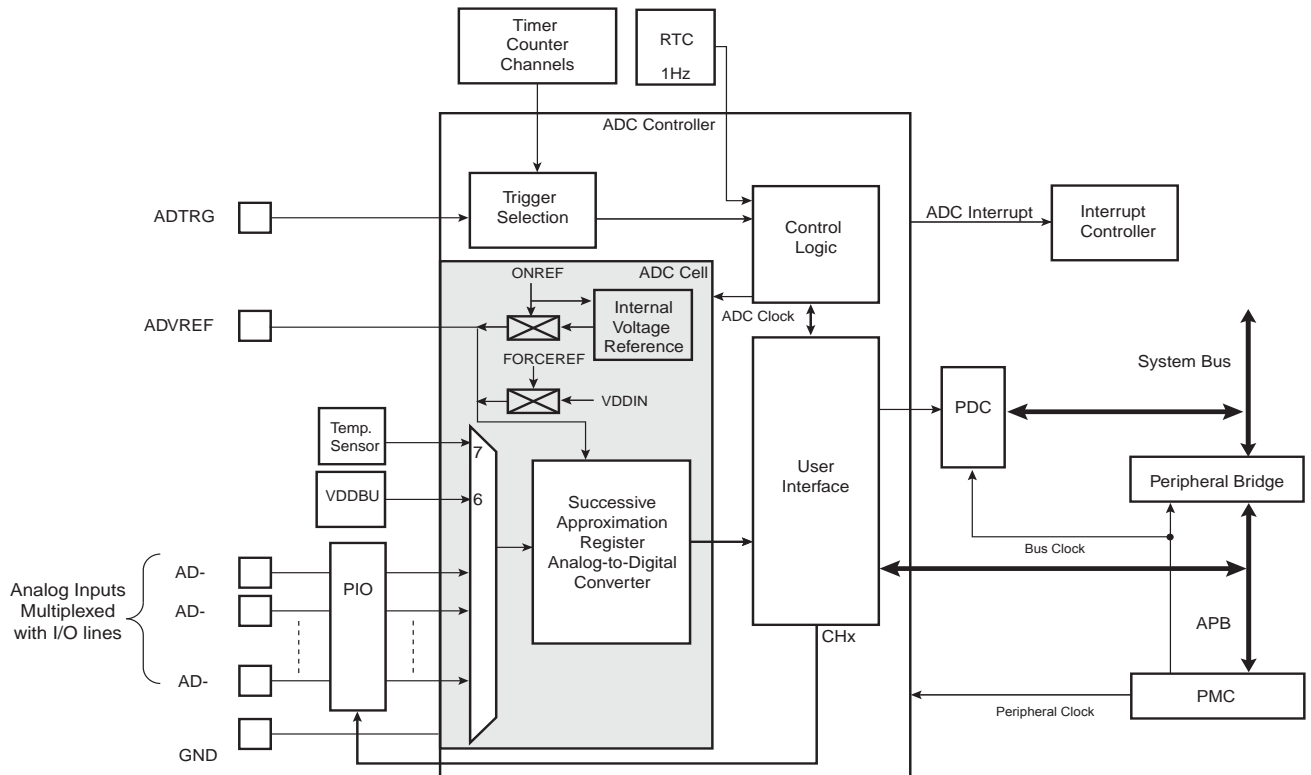 Timer
Counter
Channels
RTC
1Hz
ADC Controller
ADTRG
Trigger
Selection
Control
Logic
ADC Interrupt
Interrupt
Controller
ADC Cell
ONREF
Internal
Voltage
Reference
ADC Clock
ADVREF
FORCEREF
VDDIN
System Bus
PDC
Temp.
Sensor
7
VDDBU
6
User
Interface
Peripheral Bridge
Successive
Approximation
Register
Analog-to-Digital
Converter
Bus Clock
Analog Inputs
Multiplexed
with I/O lines
AD-
AD-
AD-
PIO
CHx
APB
PMC
Peripheral Clock
GND